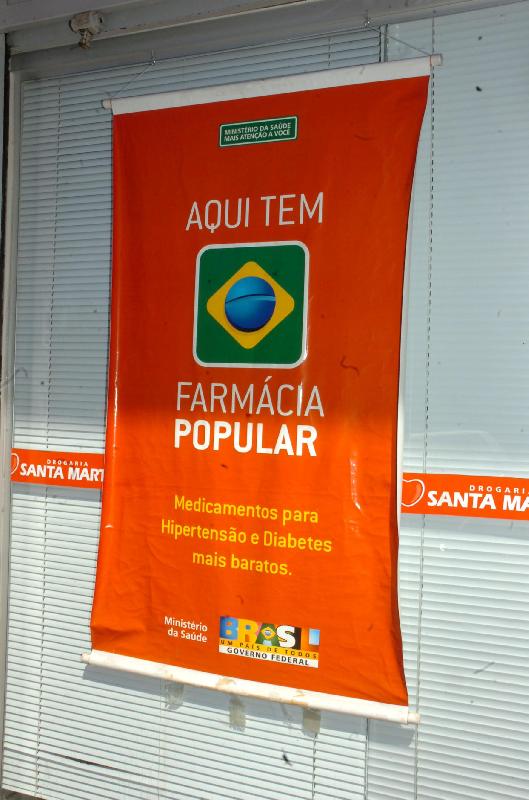 MINISTÉRIO DA SAÚDE
MAIS ATENÇÃO A VOCÊ
AQUI TEM
FARMÁCIA
POPULAR
DROGARIA
SANTA MART
DROGARIA
SANTA MA
Medicamentos para
Hipertensão e Diabetes
mais baratos.
Ministério
da Saúde
BRASIL
UM PAÍS DE TODOS
GOVERNO FEDERAL